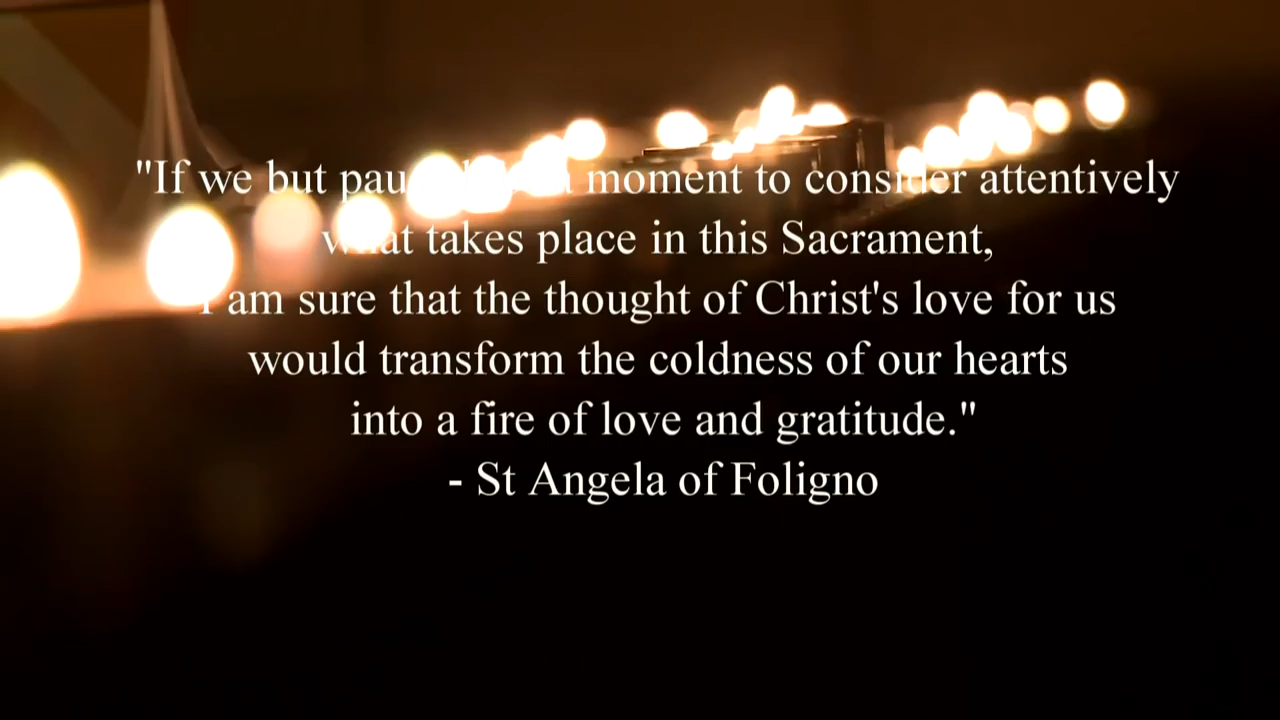 "If we but moment to consider attentively
what takes place in this Sacrament,
I am sure that the thought of Christ's love for us
would transform the coldness of our hearts
into a fire of love and gratitude."
- St Angela of Foligno